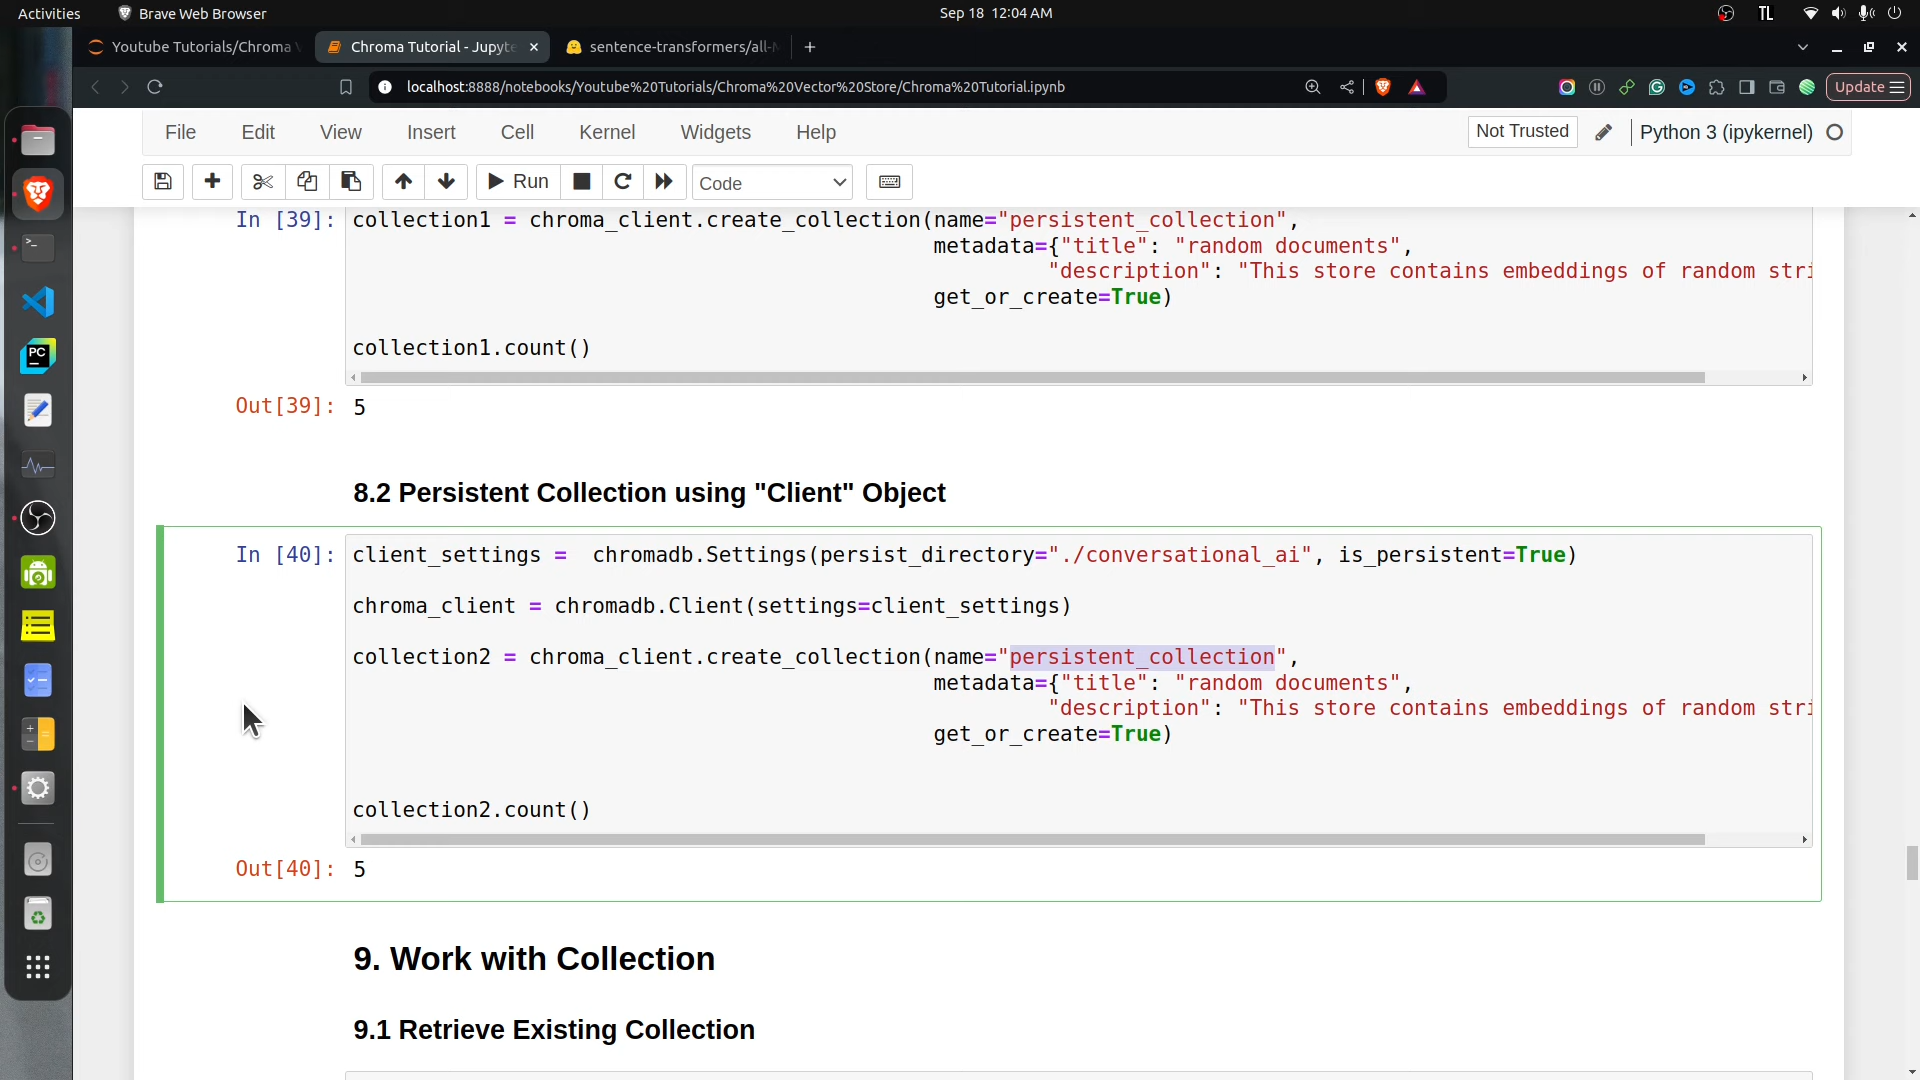 Activities
Brave Web Browser
Sep 18 12:04 AM
TL
Youtube Tutorials/Chroma
Chroma Tutorial - Jupyte
sentence-transformers/all-
localhost:8888/notebooks/Youtube%20Tutorials/Chroma%20Vector%20Store/Chroma%20Tutorial.ipynb
Update
File Edit View Insert Cell Kernel Widgets Help
Not Trusted
Python 3 (ipykernel)
Run
Code
In [39]: collection1 = chroma_client.create_collection(name="persistent_collection",
metadata={"title": "random documents",
"description": "This store contains embeddings of random stri
get_or_create=True)
collection1.count()
Out[39]: 5
8.2 Persistent Collection using "Client" Object
In [40]: client_settings =  chromadb.Settings(persist_directory="./conversational_ai", is_persistent=True)
chroma_client = chromadb.Client(settings=client_settings)
collection2 = chroma_client.create_collection(name="persistent_collection",
metadata={"title": "random documents",
"description": "This store contains embeddings of random stri
get_or_create=True)
collection2.count()
Out[40]: 5
9. Work with Collection
9.1 Retrieve Existing Collection